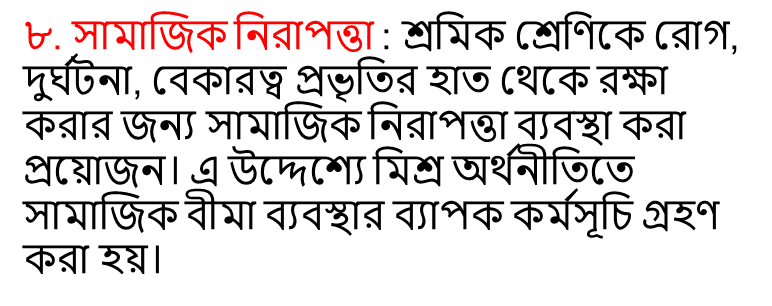 ৮. সামাজিক নিরাপত্তা : শ্রমিক শ্রেণিকে রোগ,
দুর্ঘটনা, বেকারত্ব প্রভৃতির হাত থেকে রক্ষা
করার জন্য সামাজিক নিরাপত্তা ব্যবস্থা করা
প্রয়োজন। এ উদ্দেশ্যে মিশ্র অর্থনীতিতে
সামাজিক বীমা ব্যবস্থার ব্যাপক কর্মসূচি গ্রহণ
করা হয়।